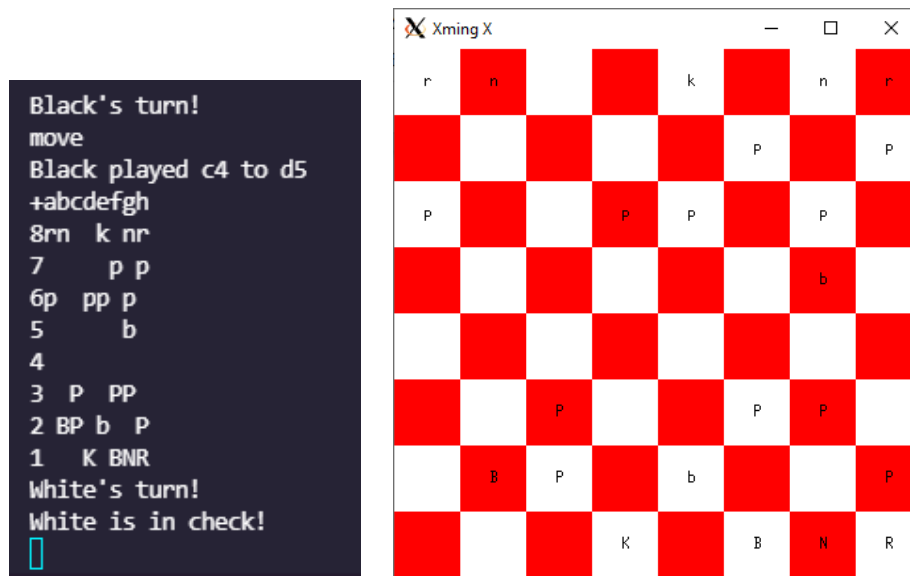 Black's turn!
move
Black played c4 to d5
+abcdefgh
8rn  k nr
7     p p
6p  pp p
5      b
4
3  P  PP
2 BP b  P
1   K BNR
White's turn!
White is in check!
Xming X
r n k n r
P P
P P P P
b
P P P
B P b P
K B N R